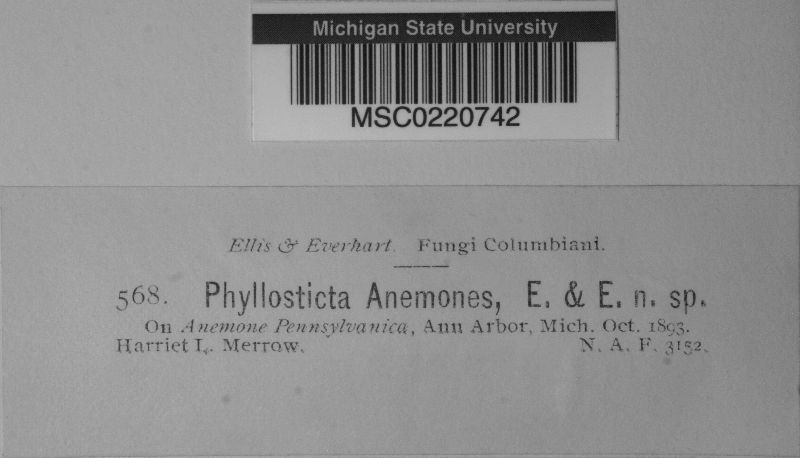 Michigan State University
MSC0220742
Ellis & Everhart. Fungi Columbiani.
568. Phyllosticta Anemones, E. & E. n. sp.
On Anemone Pennsylvanica, Ann Arbor, Mich. Oct. 1893.
Harriet L. Merrow. N. A. F. 3152.